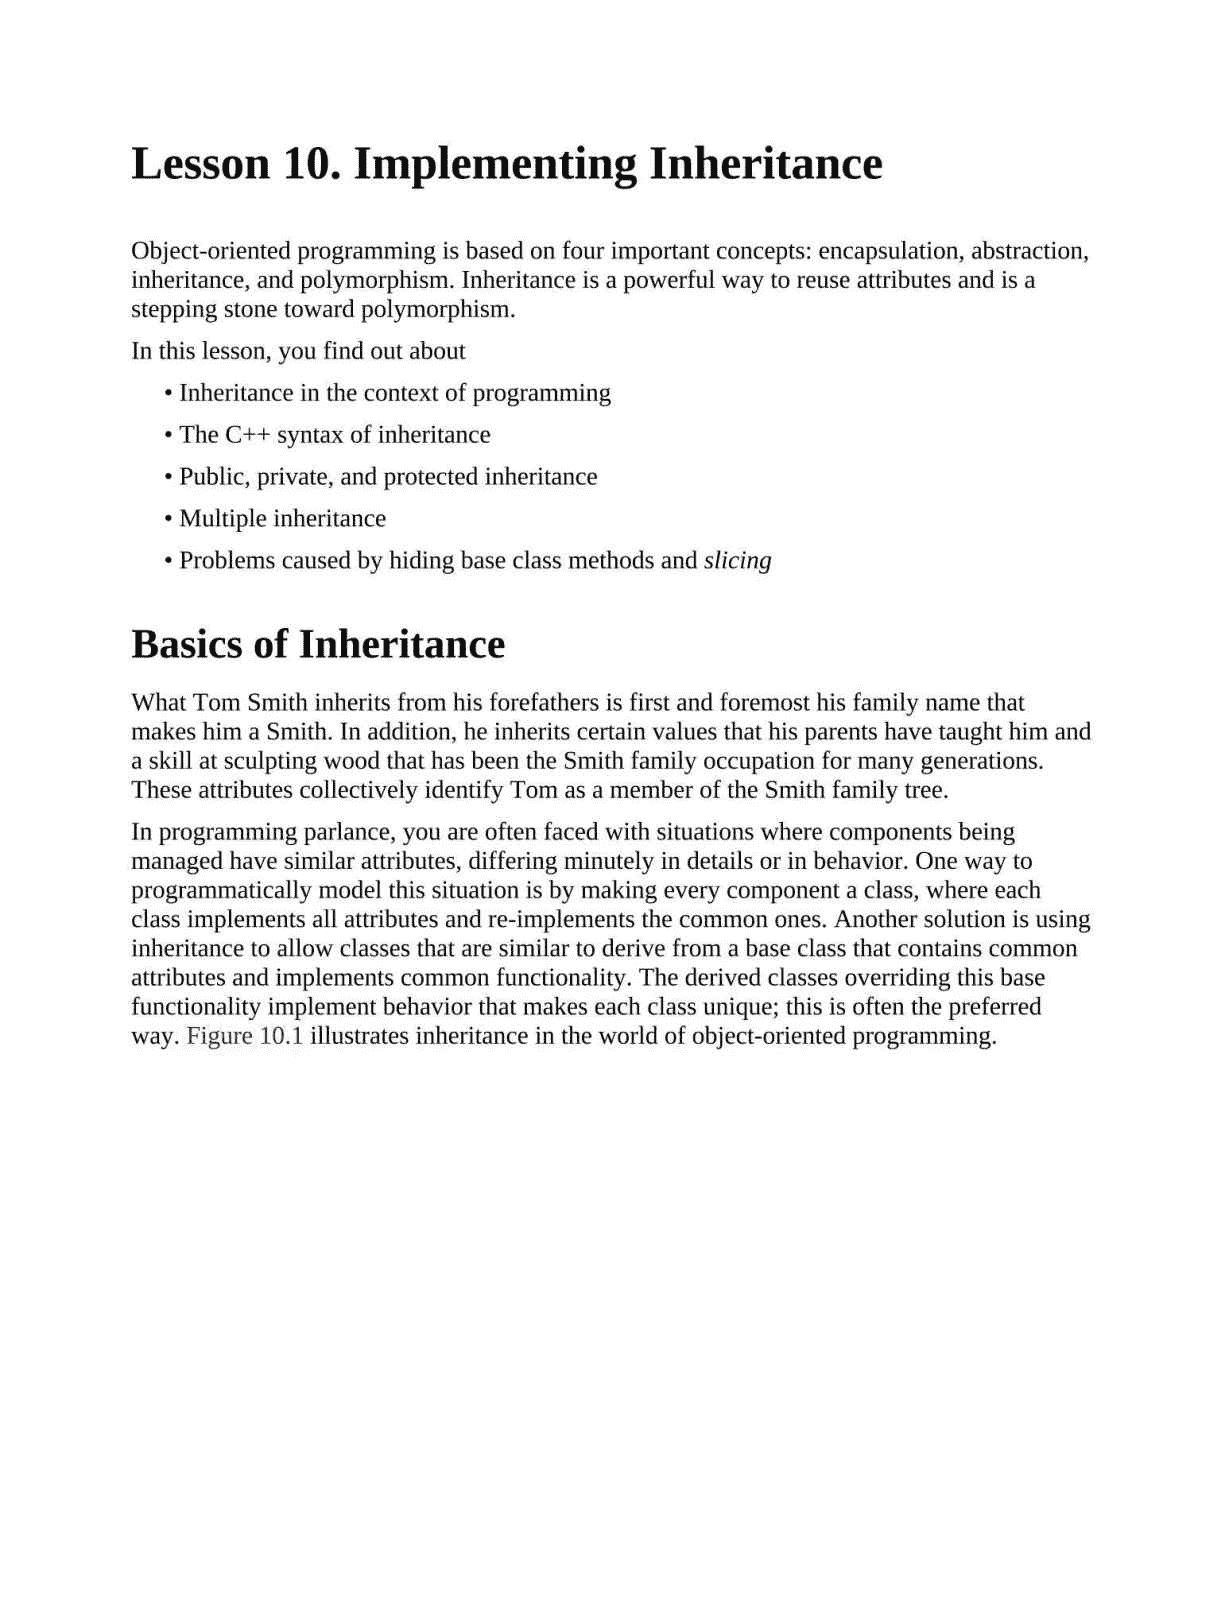 Lesson 10. Implementing Inheritance
Object-oriented programming is based on four important concepts: encapsulation, abstraction,
inheritance, and polymorphism. Inheritance is a powerful way to reuse attributes and is a
stepping stone toward polymorphism.
In this lesson, you find out about
• Inheritance in the context of programming
• The C++ syntax of inheritance
• Public, private, and protected inheritance
• Multiple inheritance
• Problems caused by hiding base class methods and slicing
Basics of Inheritance
What Tom Smith inherits from his forefathers is first and foremost his family name that
makes him a Smith. In addition, he inherits certain values that his parents have taught him and
a skill at sculpting wood that has been the Smith family occupation for many generations.
These attributes collectively identify Tom as a member of the Smith family tree.
In programming parlance, you are often faced with situations where components being
managed have similar attributes, differing minutely in details or in behavior. One way to
programmatically model this situation is by making every component a class, where each
class implements all attributes and re-implements the common ones. Another solution is using
inheritance to allow classes that are similar to derive from a base class that contains common
attributes and implements common functionality. The derived classes overriding this base
functionality implement behavior that makes each class unique; this is often the preferred
way. Figure 10.1 illustrates inheritance in the world of object-oriented programming.